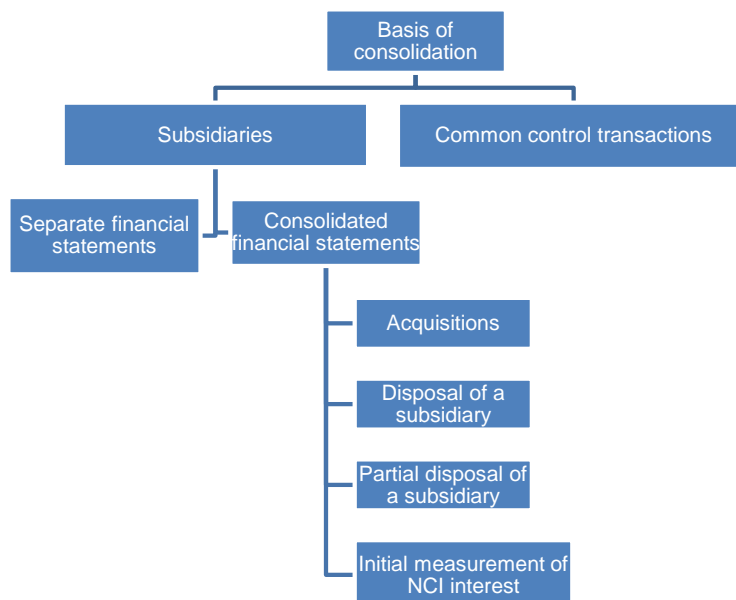 Basis of
consolidation
Subsidiaries
Common control transactions
Separate financial
statements
Consolidated
financial statements
Acquisitions
Disposal of a
subsidiary
Partial disposal of
a subsidiary
Initial measurement of
NCI interest